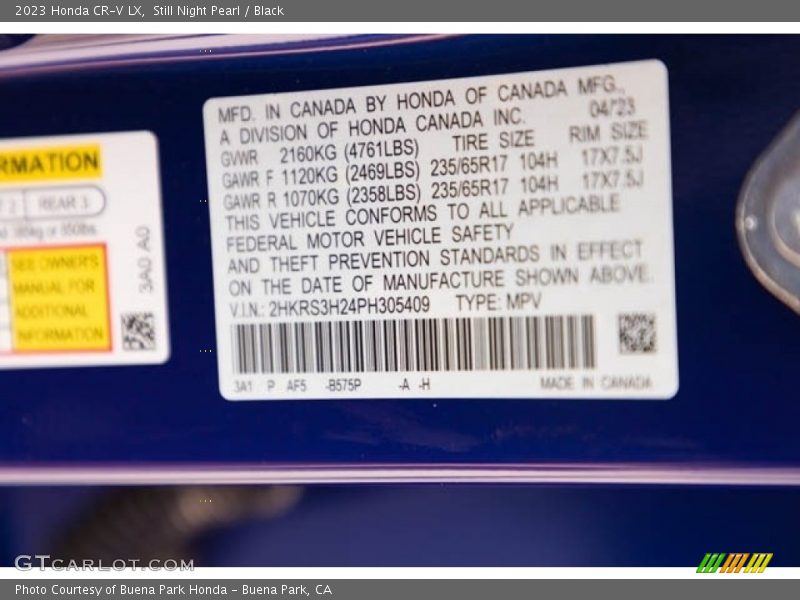 2023 Honda CR-V LX, Still Night Pearl / Black
MFD. IN CANADA BY HONDA OF CANADA MFG.,
A DIVISION OF HONDA CANADA INC. 04/23
GVWR 2160KG (4761LBS) TIRE SIZE RIM SIZE
GAWR F 1120KG (2469LBS) 235/65R17 104H 17X7.5J
GAWR R 1070KG (2358LBS) 235/65R17 104H 17X7.5J
THIS VEHICLE CONFORMS TO ALL APPLICABLE
FEDERAL MOTOR VEHICLE SAFETY
AND THEFT PREVENTION STANDARDS IN EFFECT
ON THE DATE OF MANUFACTURE SHOWN ABOVE.
V.I.N.: 2HKRS3H24PH305409 TYPE: MPV
3A1 P AF5 -B575P -A -H MADE IN CANADA
RMATION
REAR 3
SEE OWNER'S
MANUAL FOR
ADDITIONAL
INFORMATION
3A0 A0
GTCARLOT.COM
Photo Courtesy of Buena Park Honda - Buena Park, CA